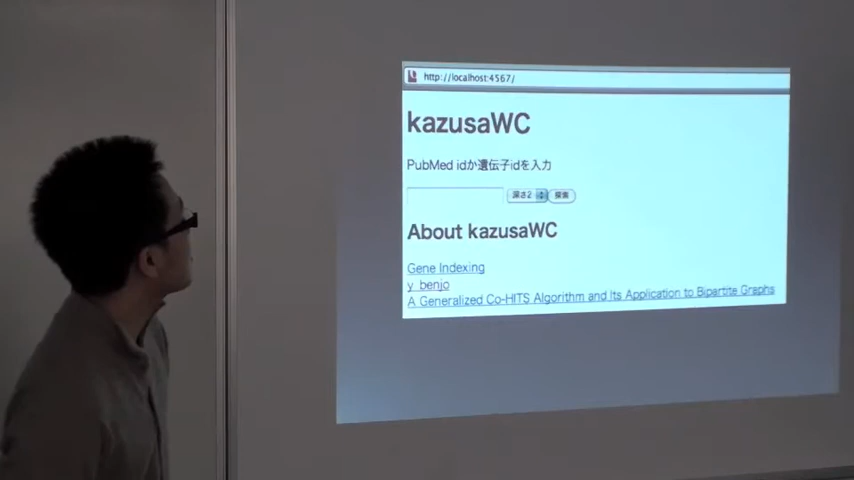 http://localhost:4567/
kazusaWC
PubMed idか遺伝子idを入力
深さ2 検索
About kazusaWC
Gene Indexing
y_benjo
A Generalized Co-HITS Algorithm and Its Application to Bipartite Graphs